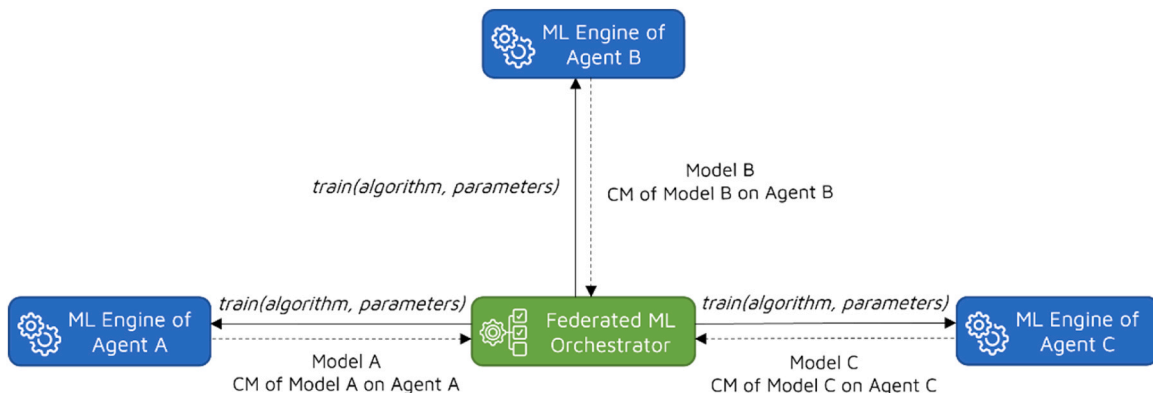 ML Engine of
Agent B
train(algorithm, parameters)
Model B
CM of Model B on Agent B
ML Engine of
Agent A
train(algorithm, parameters)
Model A
CM of Model A on Agent A
Federated ML
Orchestrator
train(algorithm, parameters)
Model C
CM of Model C on Agent C
ML Engine of
Agent C